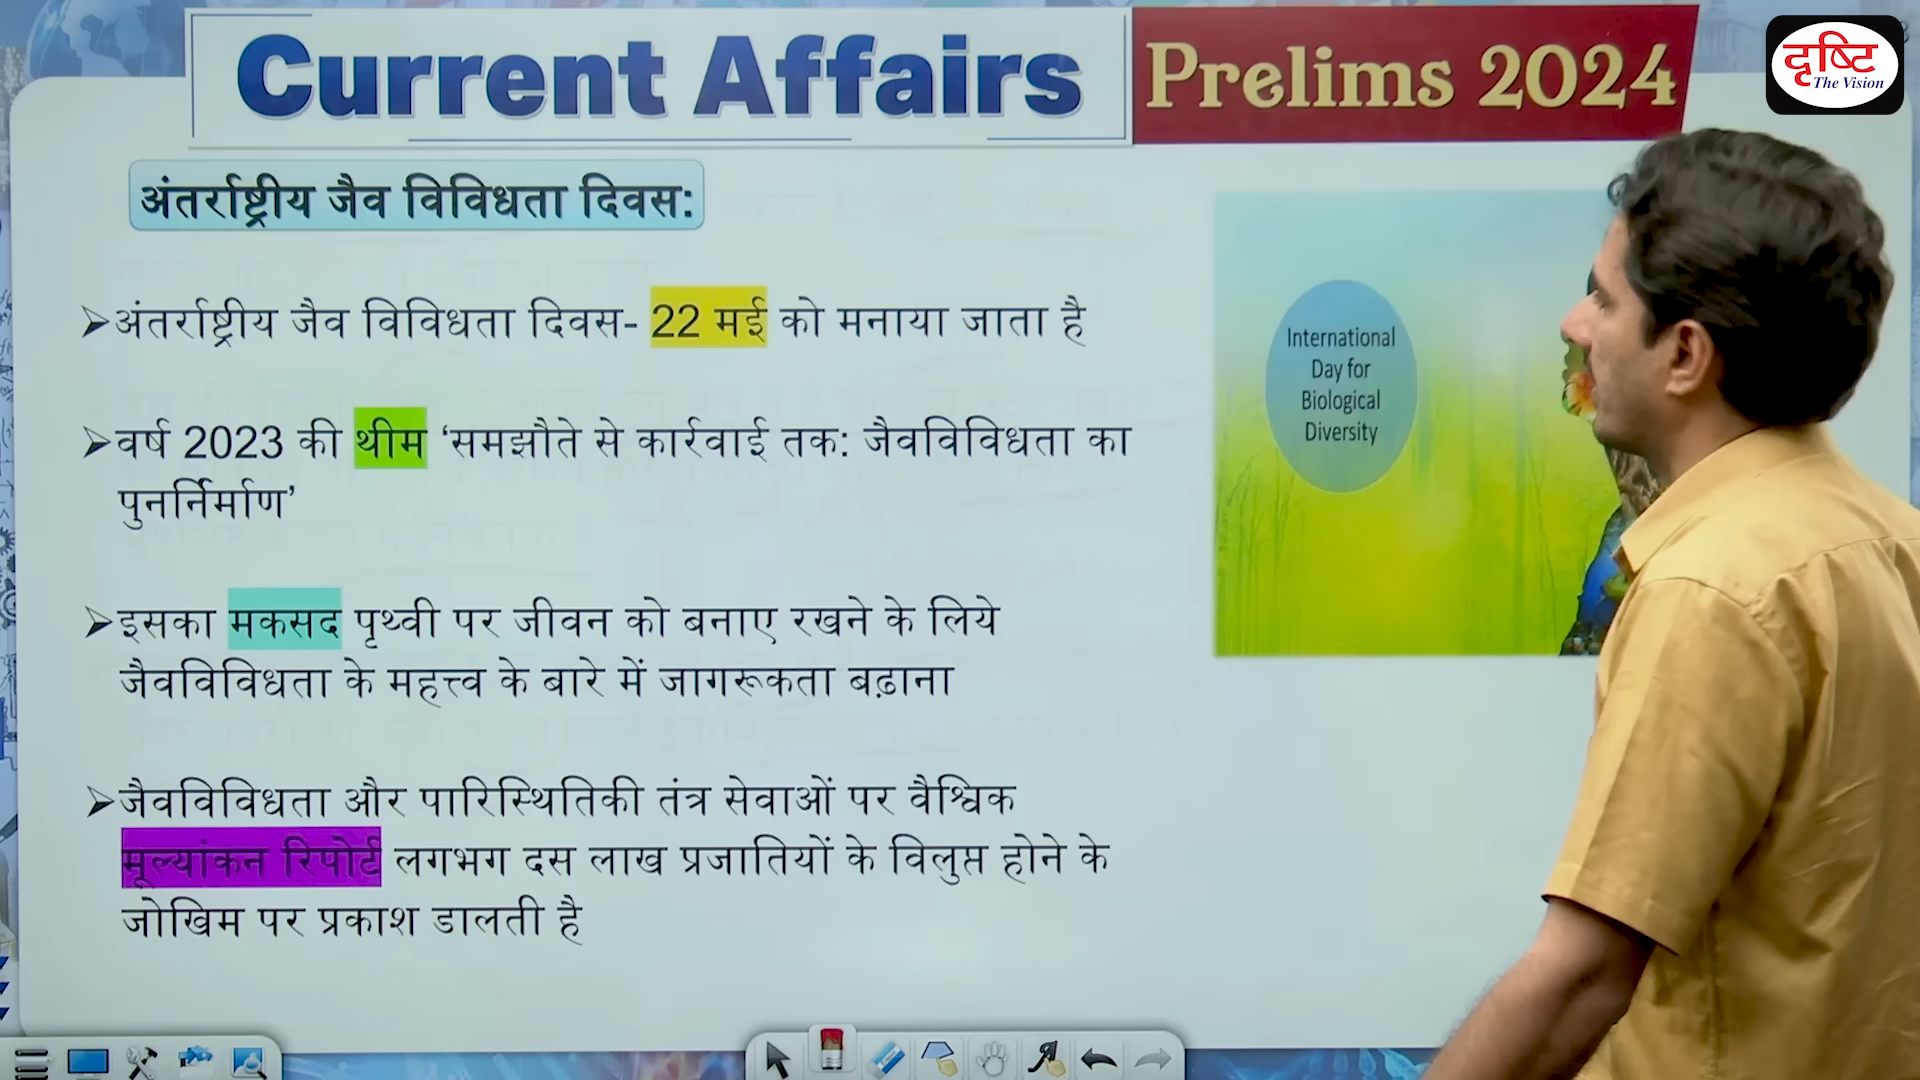 Current Affairs
Prelims 2024
दृष्टि
The Vision
अंतर्राष्ट्रीय जैव विविधता दिवस:
➢अंतर्राष्ट्रीय जैव विविधता दिवस- 22 मई को मनाया जाता है
➢वर्ष 2023 की थीम ‘समझौते से कार्रवाई तक: जैवविविधता का
पुनर्निर्माण’
➢इसका मकसद पृथ्वी पर जीवन को बनाए रखने के लिये
जैवविविधता के महत्त्व के बारे में जागरूकता बढ़ाना
➢जैवविविधता और पारिस्थितिकी तंत्र सेवाओं पर वैश्विक
मूल्यांकन रिपोर्ट लगभग दस लाख प्रजातियों के विलुप्त होने के
जोखिम पर प्रकाश डालती है
International
Day for
Biological
Diversity